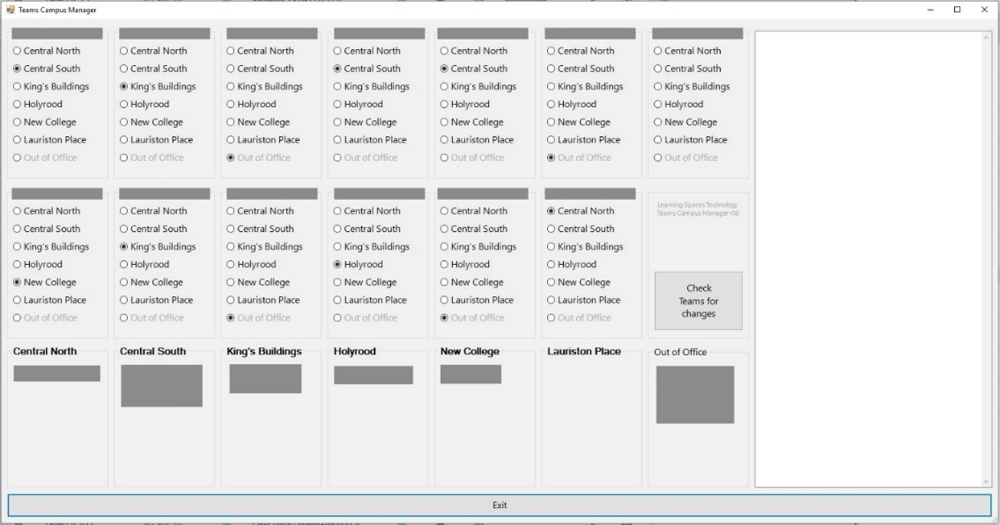 Teams Campus Manager
Central North
Central South
King's Buildings
Holyrood
New College
Lauriston Place
Out of Office
Central North
Central South
King's Buildings
Holyrood
New College
Lauriston Place
Out of Office
Central North
Central South
King's Buildings
Holyrood
New College
Lauriston Place
Out of Office
Central North
Central South
King's Buildings
Holyrood
New College
Lauriston Place
Out of Office
Central North
Central South
King's Buildings
Holyrood
New College
Lauriston Place
Out of Office
Central North
Central South
King's Buildings
Holyrood
New College
Lauriston Place
Out of Office
Central North
Central South
King's Buildings
Holyrood
New College
Lauriston Place
Out of Office
Central North
Central South
King's Buildings
Holyrood
New College
Lauriston Place
Out of Office
Central North
Central South
King's Buildings
Holyrood
New College
Lauriston Place
Out of Office
Central North
Central South
King's Buildings
Holyrood
New College
Lauriston Place
Out of Office
Central North
Central South
King's Buildings
Holyrood
New College
Lauriston Place
Out of Office
Central North
Central South
King's Buildings
Holyrood
New College
Lauriston Place
Out of Office
Central North
Central South
King's Buildings
Holyrood
New College
Lauriston Place
Out of Office
Learning Spaces Technology
Teams Campus Manager v1.0
Check
Teams for
changes
Central North
Central South
King's Buildings
Holyrood
New College
Lauriston Place
Out of Office
Exit